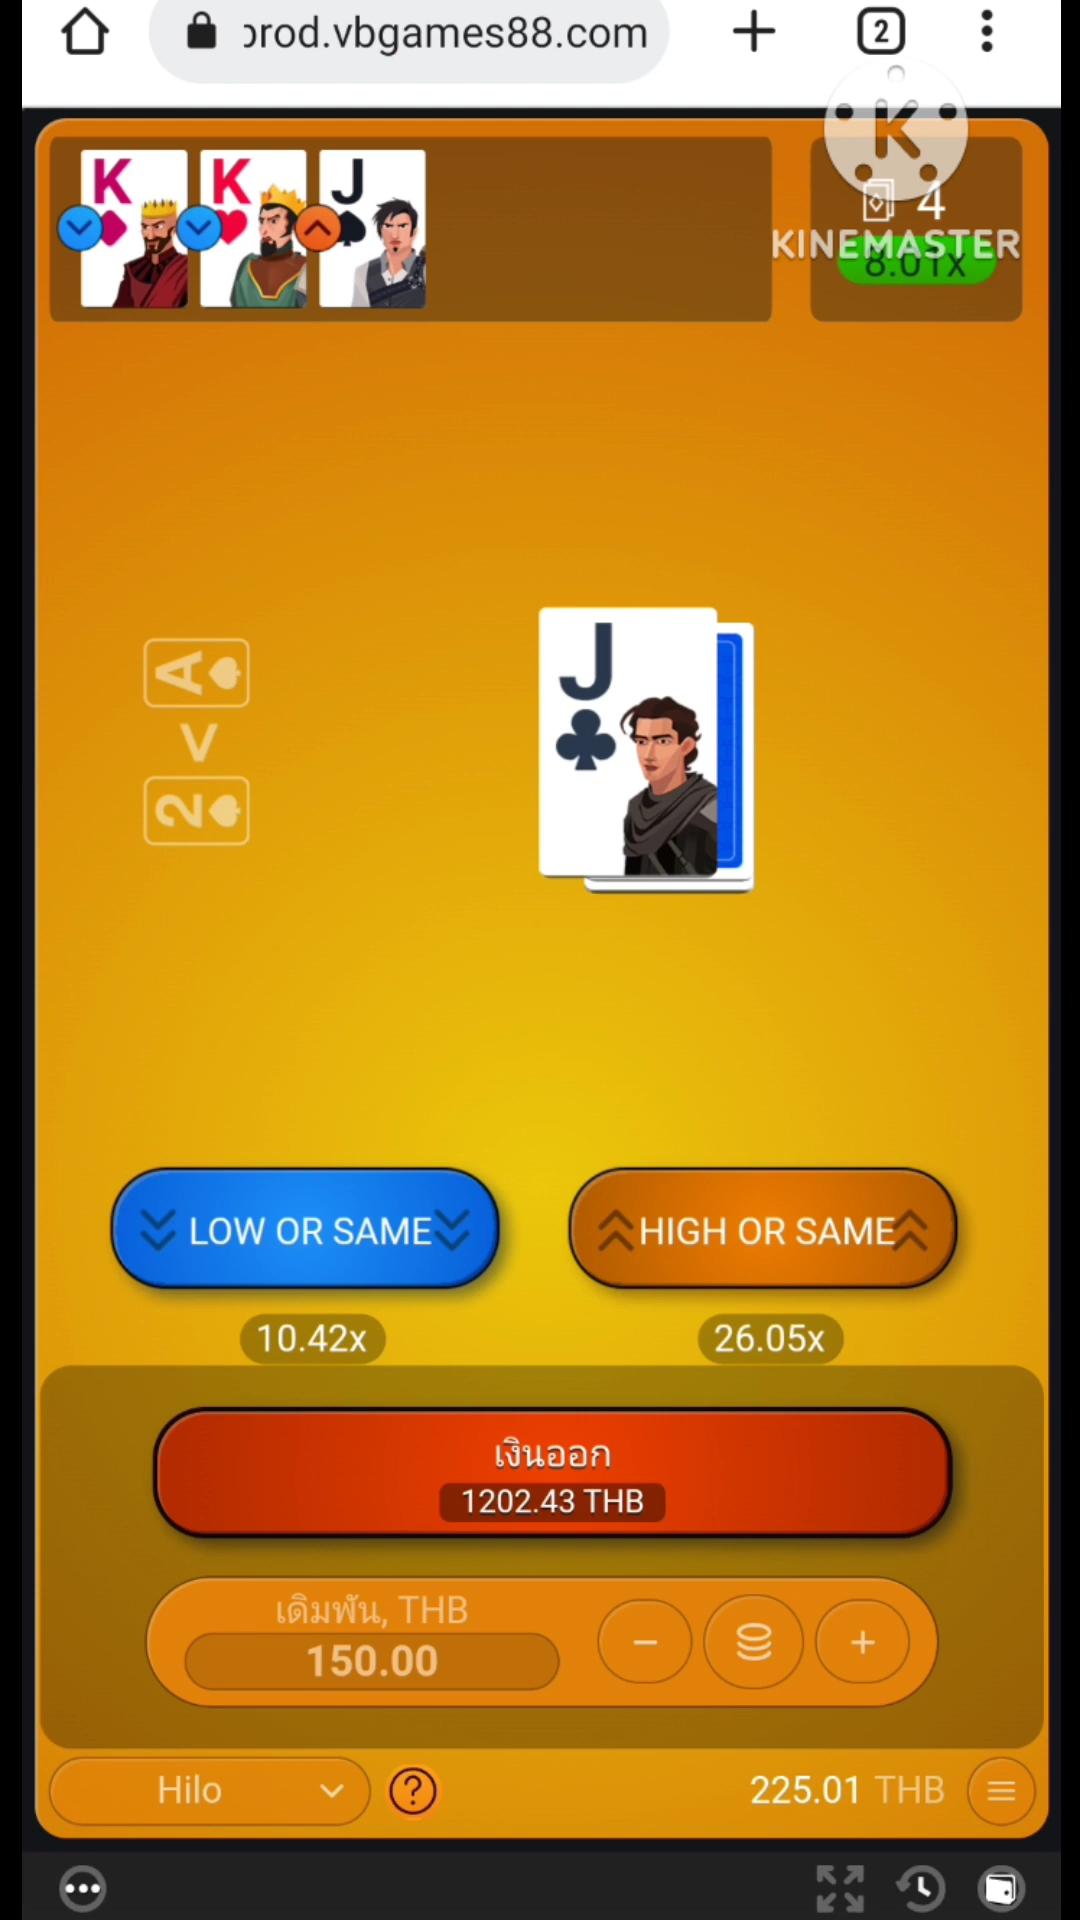 prod.vbgames88.com
2
K
K
J
K
4
KINEMASTER
8.01x
A
2
J
LOW OR SAME
HIGH OR SAME
10.42x
26.05x
เงินออก
1202.43 THB
เดิมพัน, THB
150.00
Hilo
?
225.01 THB